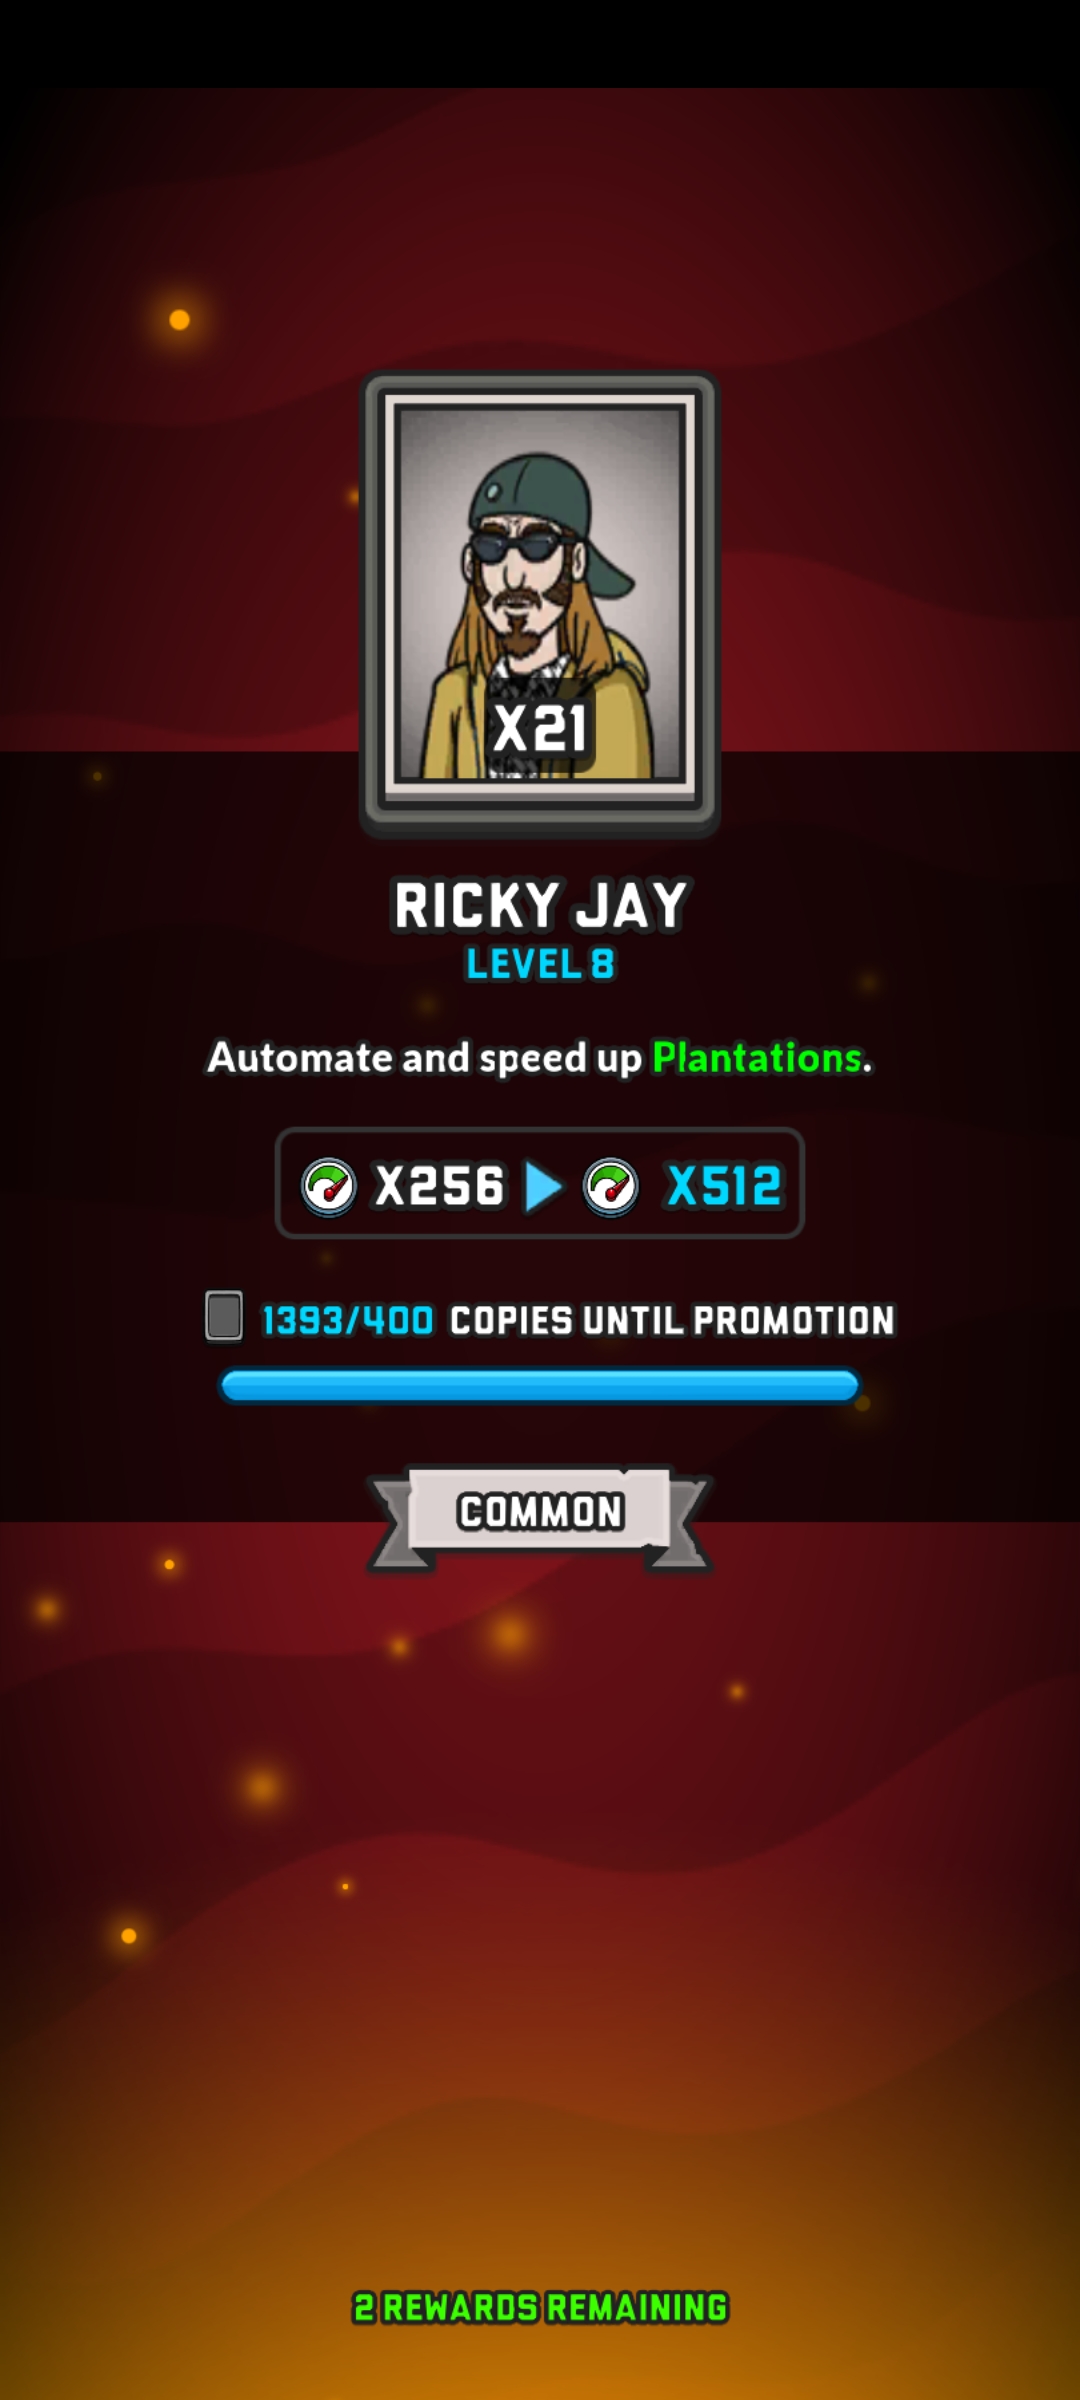 X21
RICKY JAY
LEVEL 8
Automate and speed up Plantations.
X256 X512
1393/400 COPIES UNTIL PROMOTION
COMMON
2 REWARDS REMAINING